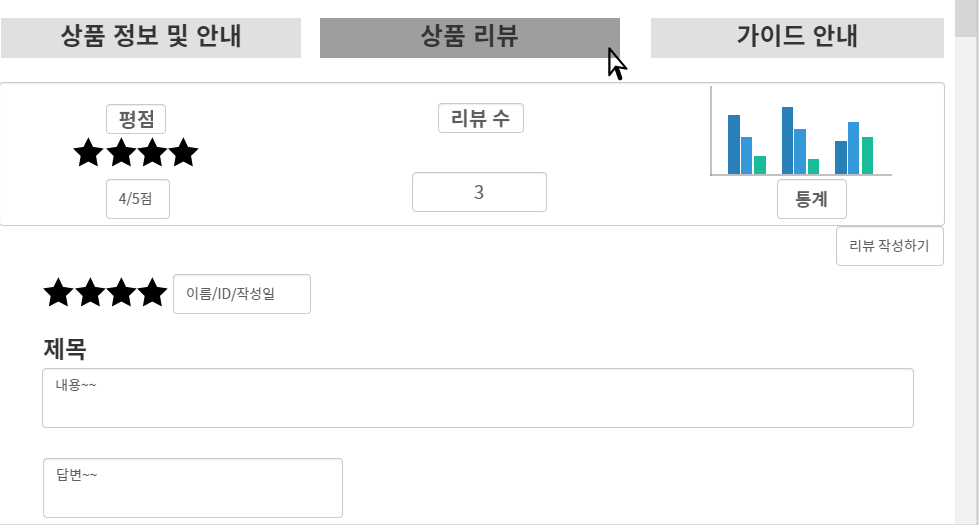 상품 정보 및 안내
상품 리뷰
가이드 안내
평점
리뷰 수
4/5점
3
통계
리뷰 작성하기
이름/ID/작성일
제목
내용~~
답변~~